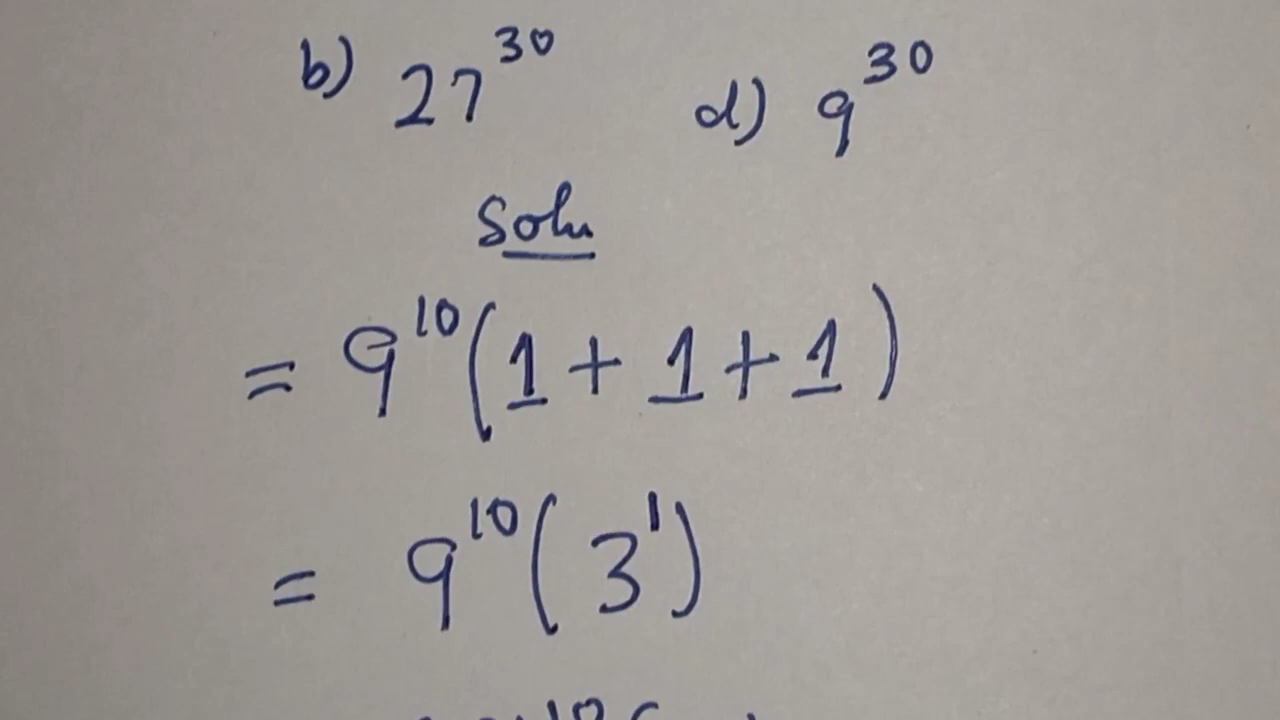 b) 27^30 d) 9^30
Soln
= 9^10(1 + 1 + 1)
= 9^10(3^1)